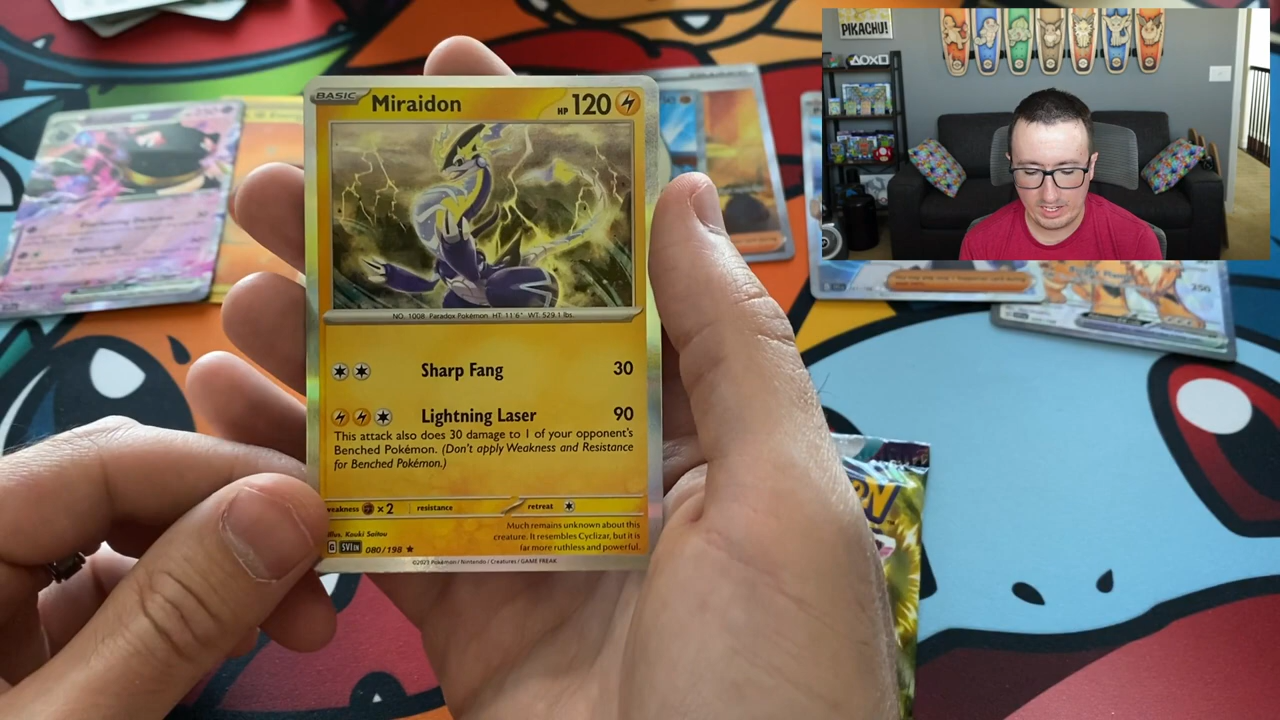 PIKACHU!
BASIC
Miraidon
HP 120
NO. 1008 Paradox Pokémon HT: 11'6" WT: 529.1 lbs.
Sharp Fang 30
Lightning Laser 90
This attack also does 30 damage to 1 of your opponent's
Benched Pokémon. (Don't apply Weakness and Resistance
for Benched Pokémon.)
weakness ×2 resistance retreat
Illus. Kouki Saitou
G SVI EN 080/198 ★
Much remains unknown about this
creature. It resembles Cyclizar, but it is
far more ruthless and powerful.
©2023 Pokémon / Nintendo / Creatures / GAME FREAK